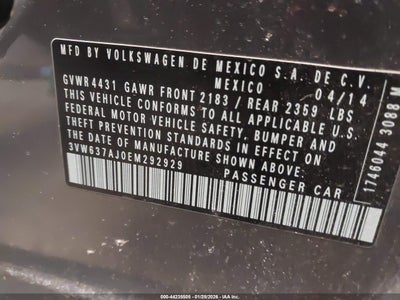 MFD BY VOLKSWAGEN DE MEXICO S.A. DE C.V.
MEXICO 04/14
GVWR 4431 GAWR FRONT 2183 / REAR 2359 LBS
THIS VEHICLE CONFORMS TO ALL APPLICABLE U.S.
FEDERAL MOTOR VEHICLE SAFETY, BUMPER AND
THEFT PREVENTION STANDARDS IN EFFECT ON
THE DATE OF MANUFACTURE SHOWN ABOVE.
3VW637AJ0EM292929
PASSENGER CAR
1746044 3088 M
000-44235505 - 01/29/2026 - IAA Inc.